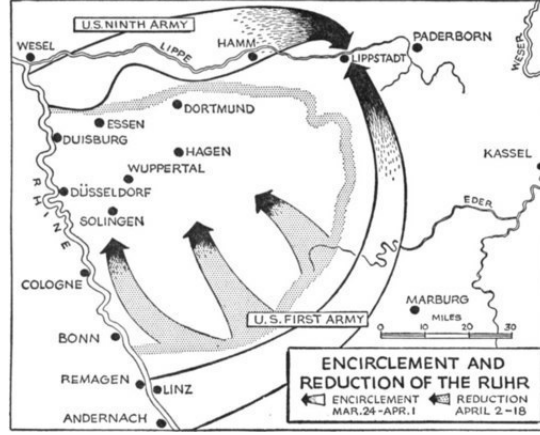 U.S. NINTH ARMY
WESEL
LIPPE
HAMM
LIPPSTADT
PADERBORN
WESER
DORTMUND
ESSEN
DUISBURG
HAGEN
KASSEL
WUPPERTAL
RHINE
DÜSSELDORF
EDER
SOLINGEN
COLOGNE
MARBURG
U.S. FIRST ARMY
MILES
0 10 20 30
BONN
REMAGEN
LINZ
ANDERNACH
ENCIRCLEMENT AND
REDUCTION OF THE RUHR
ENCIRCLEMENT REDUCTION
MAR.24-APR.1 APRIL 2-18